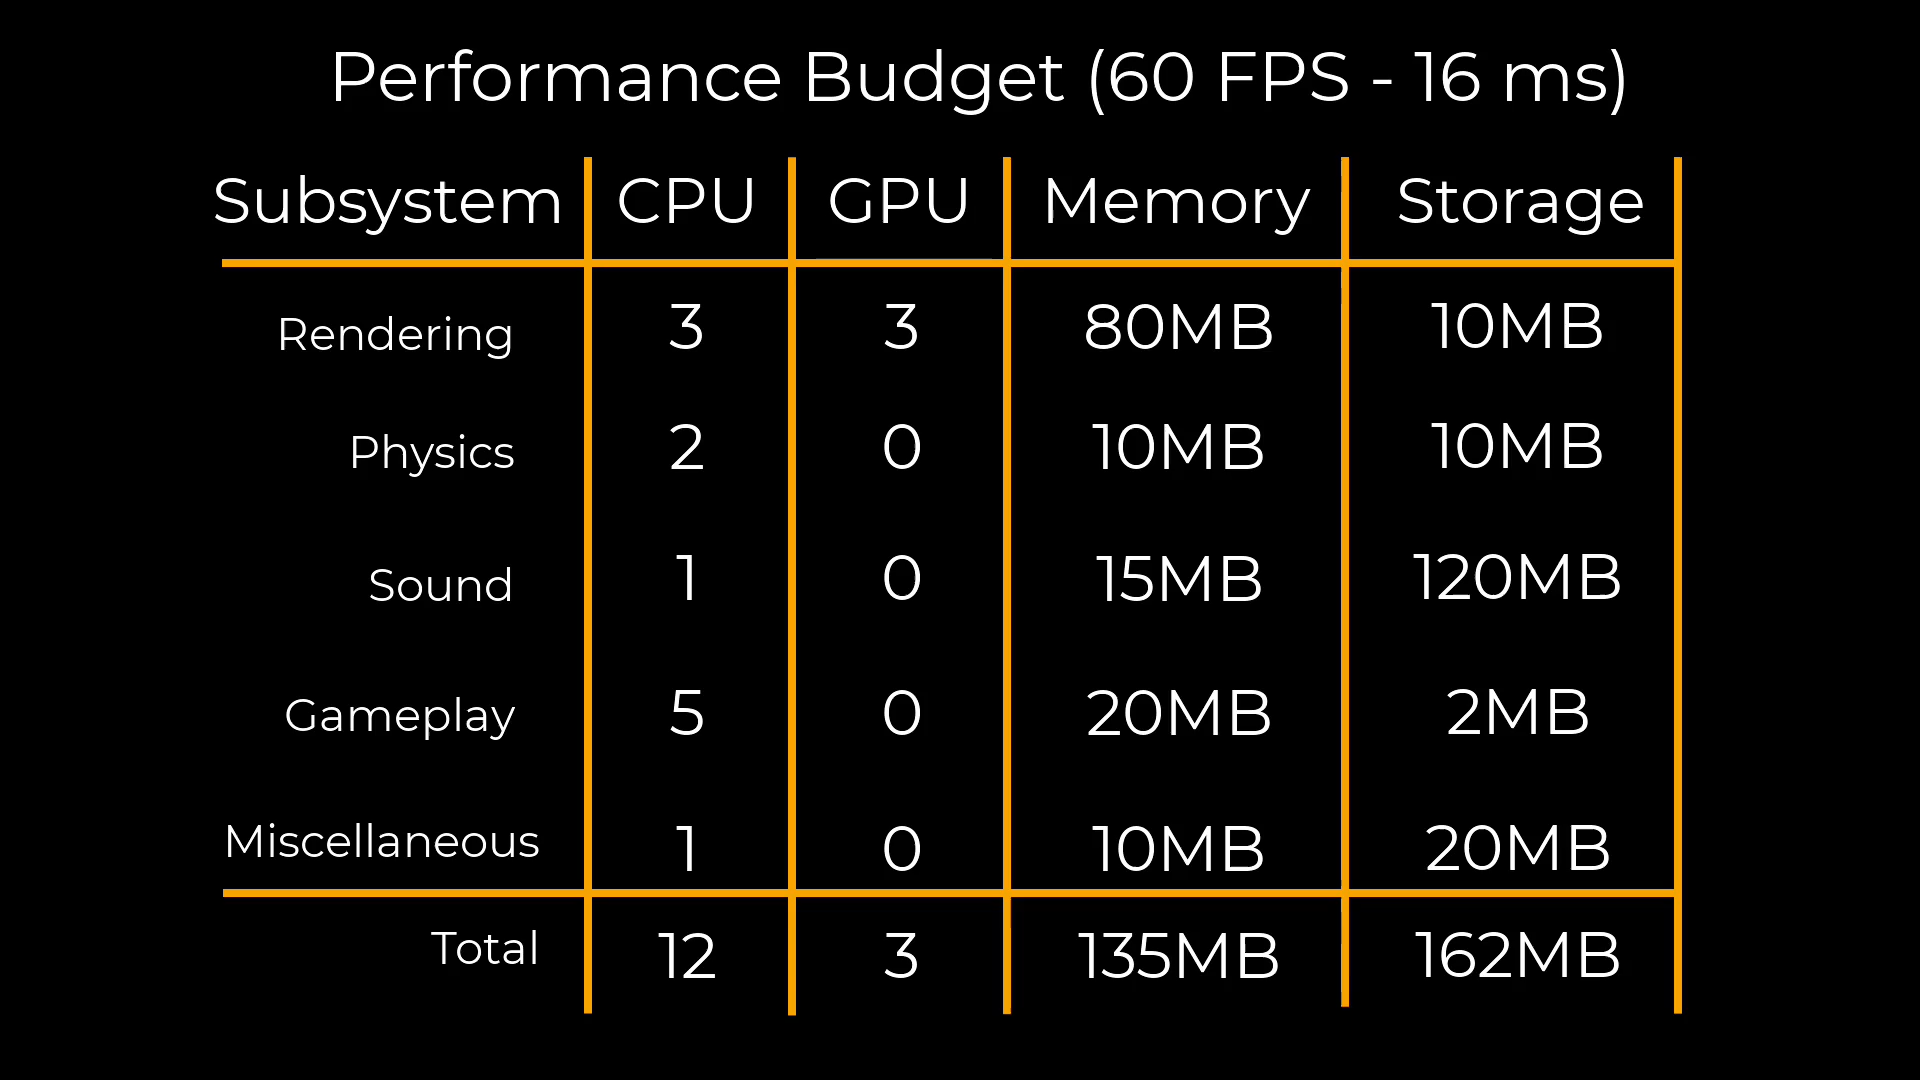 Performance Budget (60 FPS - 16 ms)
Subsystem CPU GPU Memory Storage
Rendering 3 3 80MB 10MB
Physics 2 0 10MB 10MB
Sound 1 0 15MB 120MB
Gameplay 5 0 20MB 2MB
Miscellaneous 1 0 10MB 20MB
Total 12 3 135MB 162MB